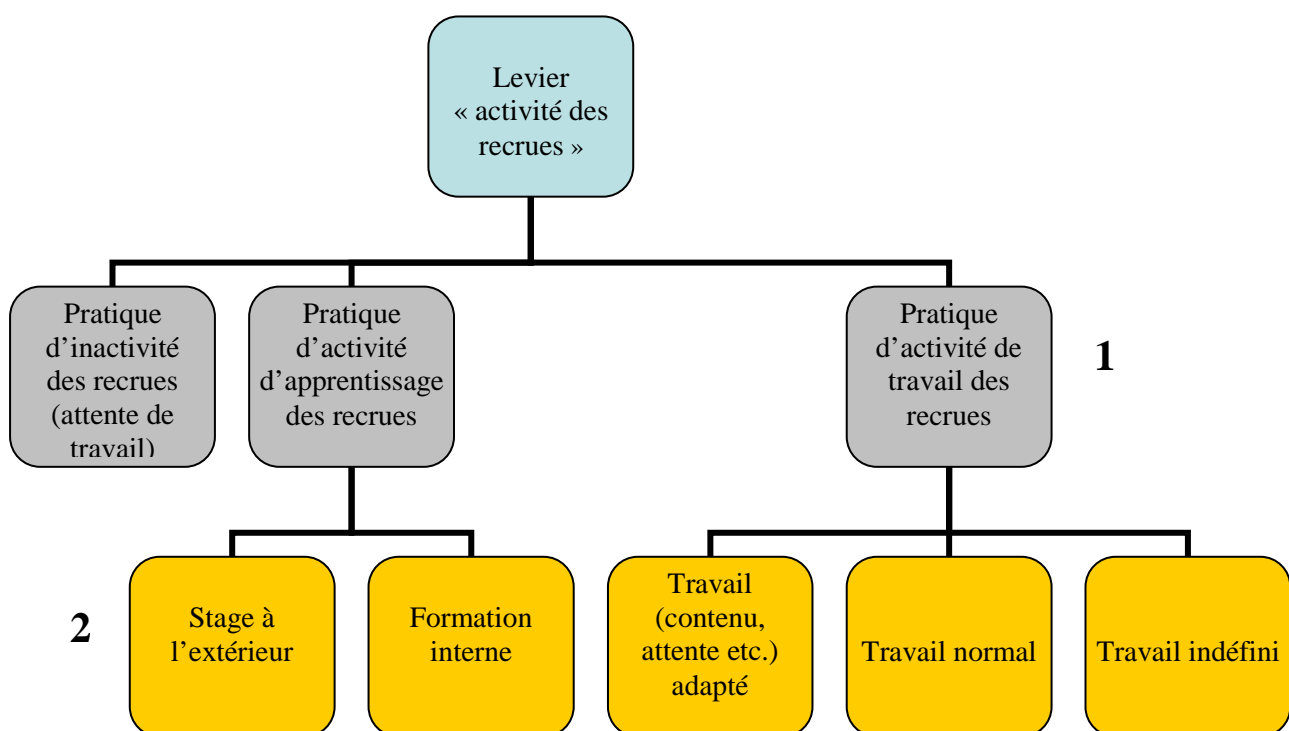 Levier
« activité des
recrues »
Pratique
d’inactivité
des recrues
(attente de
travail)
Pratique
d’activité
d’apprentissage
des recrues
Pratique
d’activité de
travail des
recrues
1
2
Stage à
l’extérieur
Formation
interne
Travail
(contenu,
attente etc.)
adapté
Travail normal
Travail indéfini